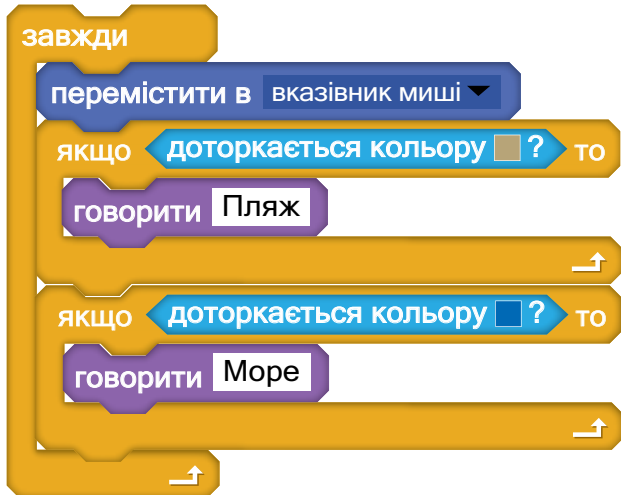 завжди
перемістити в вказівник миші
якщо доторкається кольору ? то
говорити Пляж
якщо доторкається кольору ? то
говорити Море